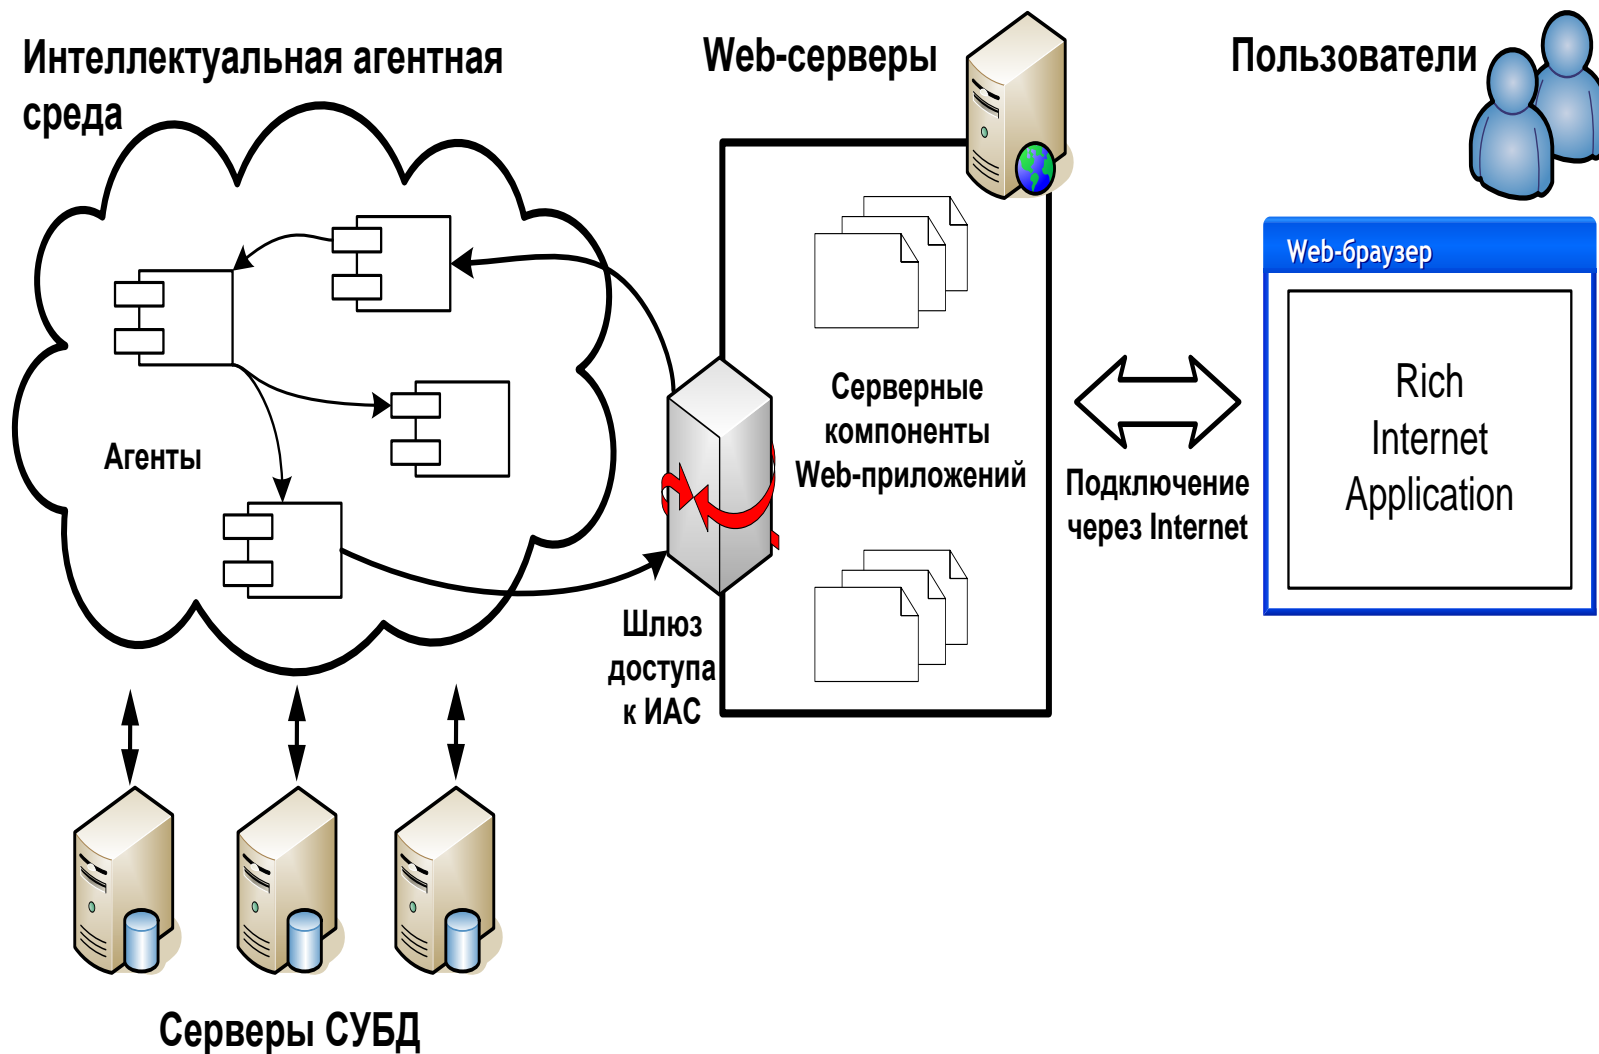 Интеллектуальная агентная
среда
Web-серверы
Пользователи
Web-браузер
Rich
Internet
Application
Серверные
компоненты
Web-приложений
Подключение
через Internet
Агенты
Шлюз
доступа
к ИАС
Серверы СУБД